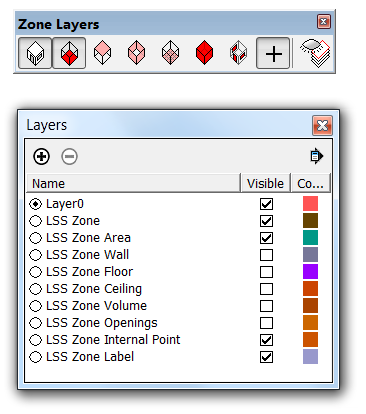 Zone Layers
Layers
Name Visible Co...
Layer0
LSS Zone
LSS Zone Area
LSS Zone Wall
LSS Zone Floor
LSS Zone Ceiling
LSS Zone Volume
LSS Zone Openings
LSS Zone Internal Point
LSS Zone Label